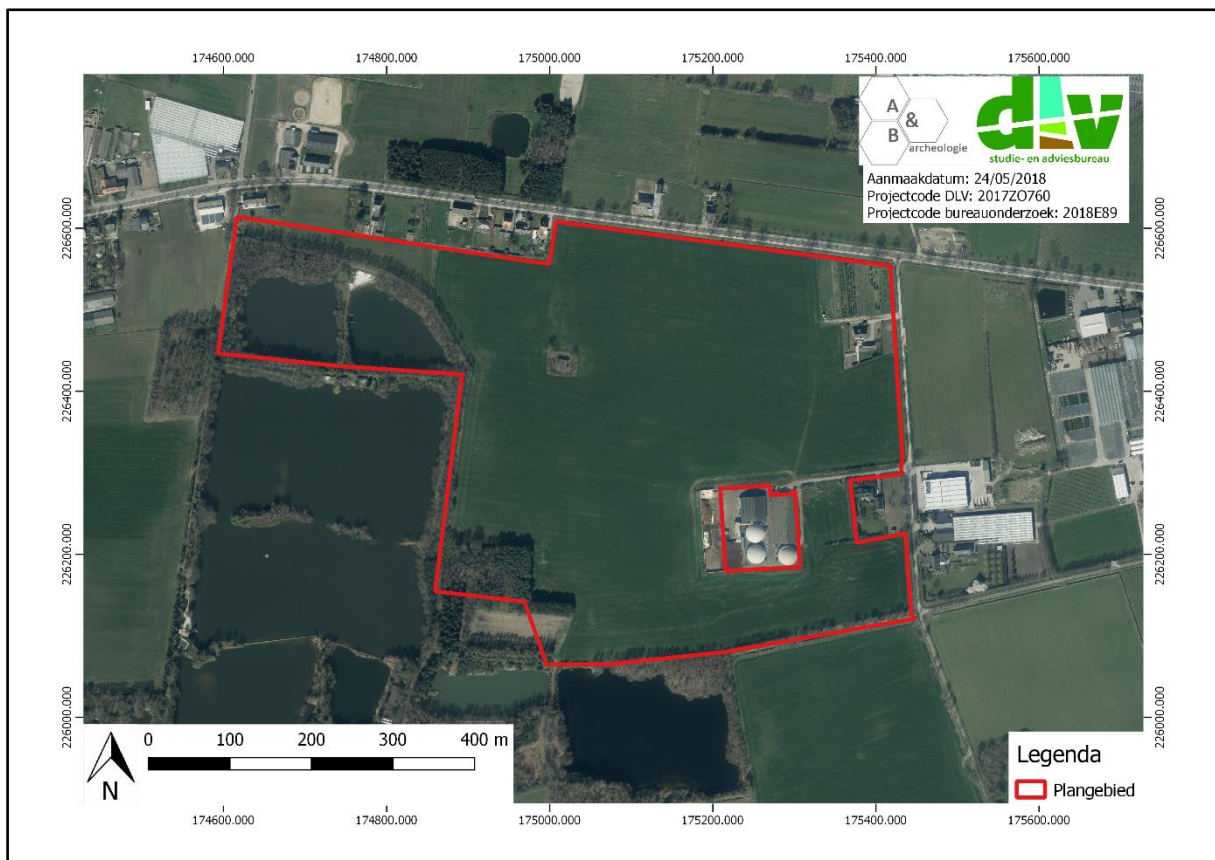 174600.000 174800.000 175000.000 175200.000 175400.000 175600.000
A
&
B
archeologie
dlv
studie- en adviesbureau
Aanmaakdatum: 24/05/2018
Projectcode DLV: 2017ZO760
Projectcode bureauonderzoek: 2018E89
226600.000 226600.000
226400.000 226400.000
226200.000 226200.000
226000.000 226000.000
0 100 200 300 400 m
N
Legenda
Plangebied
174600.000 174800.000 175000.000 175200.000 175400.000 175600.000